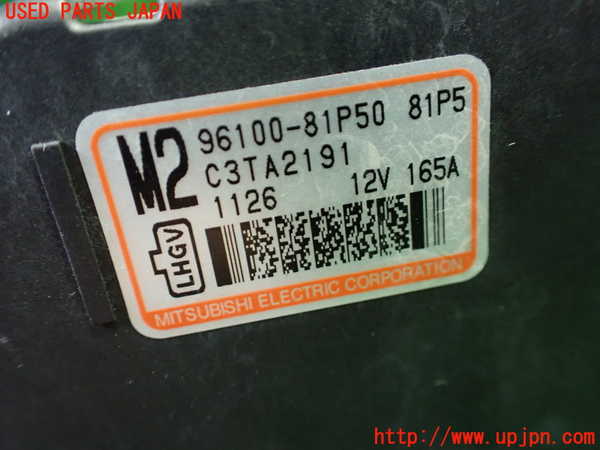 USED PARTS JAPAN
M2 96100-81P50 81P5
C3TA2191
1126 12V 165A
LHGV
MITSUBISHI ELECTRIC CORPORATION
http://www.upjpn.com/